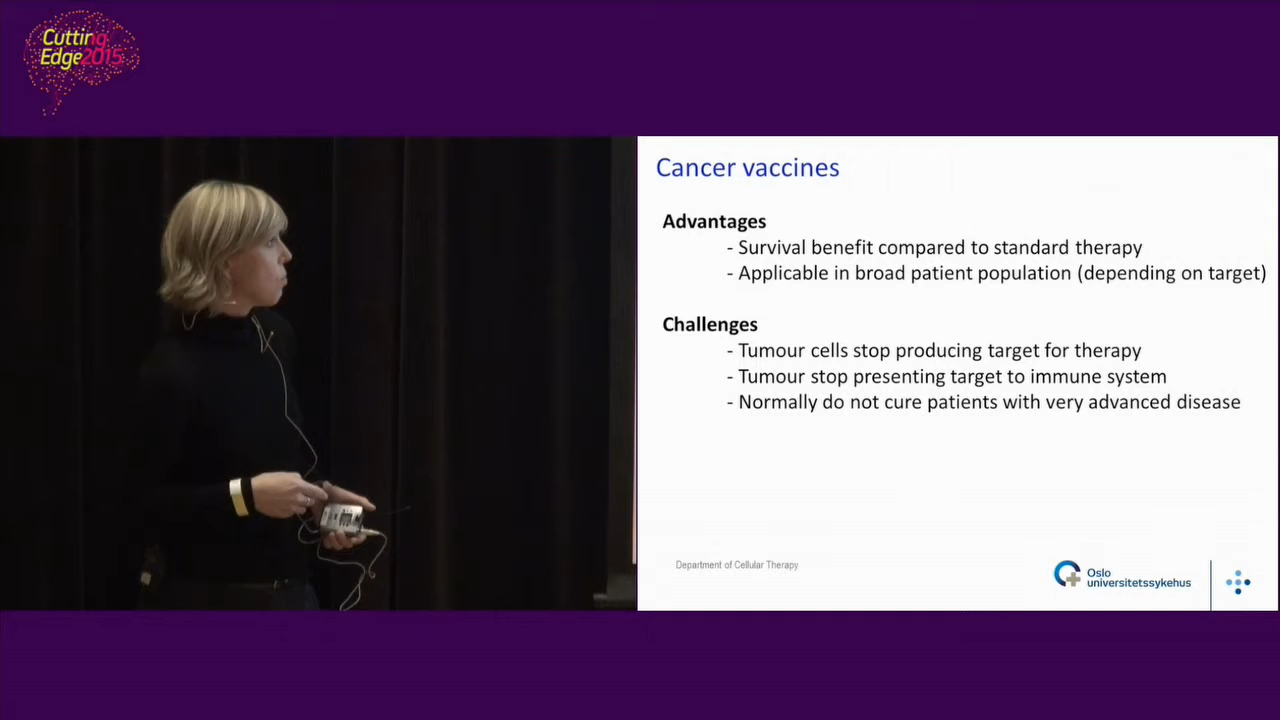 Cutting
Edge2015
Cancer vaccines
Advantages
- Survival benefit compared to standard therapy
- Applicable in broad patient population (depending on target)
Challenges
- Tumour cells stop producing target for therapy
- Tumour stop presenting target to immune system
- Normally do not cure patients with very advanced disease
Department of Cellular Therapy
Oslo
universitetssykehus